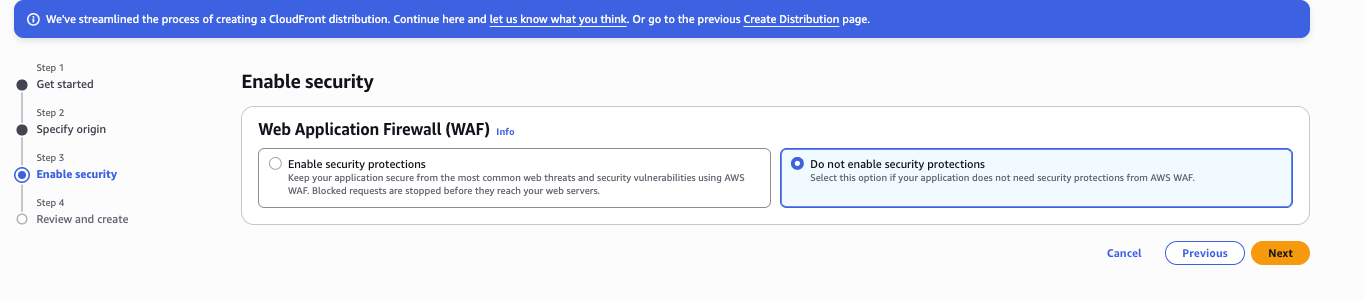 We've streamlined the process of creating a CloudFront distribution. Continue here and let us know what you think. Or go to the previous Create Distribution page.
Step 1
Get started
Step 2
Specify origin
Step 3
Enable security
Step 4
Review and create
Enable security
Web Application Firewall (WAF) Info
Enable security protections
Keep your application secure from the most common web threats and security vulnerabilities using AWS
WAF. Blocked requests are stopped before they reach your web servers.
Do not enable security protections
Select this option if your application does not need security protections from AWS WAF.
Cancel
Previous
Next